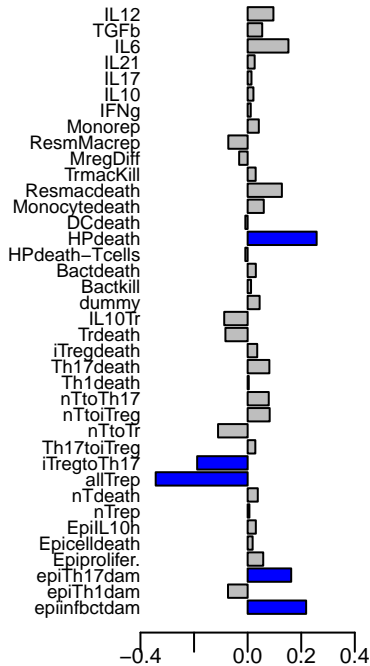 IL12
TGFb
IL6
IL21
IL17
IL10
IFNg
Monorep
ResmMacrep
MregDiff
TrmacKill
Resmacdeath
Monocytedeath
DCdeath
HPdeath
HPdeath−Tcells
Bactdeath
Bactkill
dummy
IL10Tr
Trdeath
iTregdeath
Th17death
Th1death
nTtoTh17
nTtoiTreg
nTtoTr
Th17toiTreg
iTregtoTh17
allTrep
nTdeath
nTrep
EpiIL10h
Epicelldeath
Epiprolifer.
epiTh17dam
epiTh1dam
epiinfbctdam
−0.4 0.0 0.2 0.4